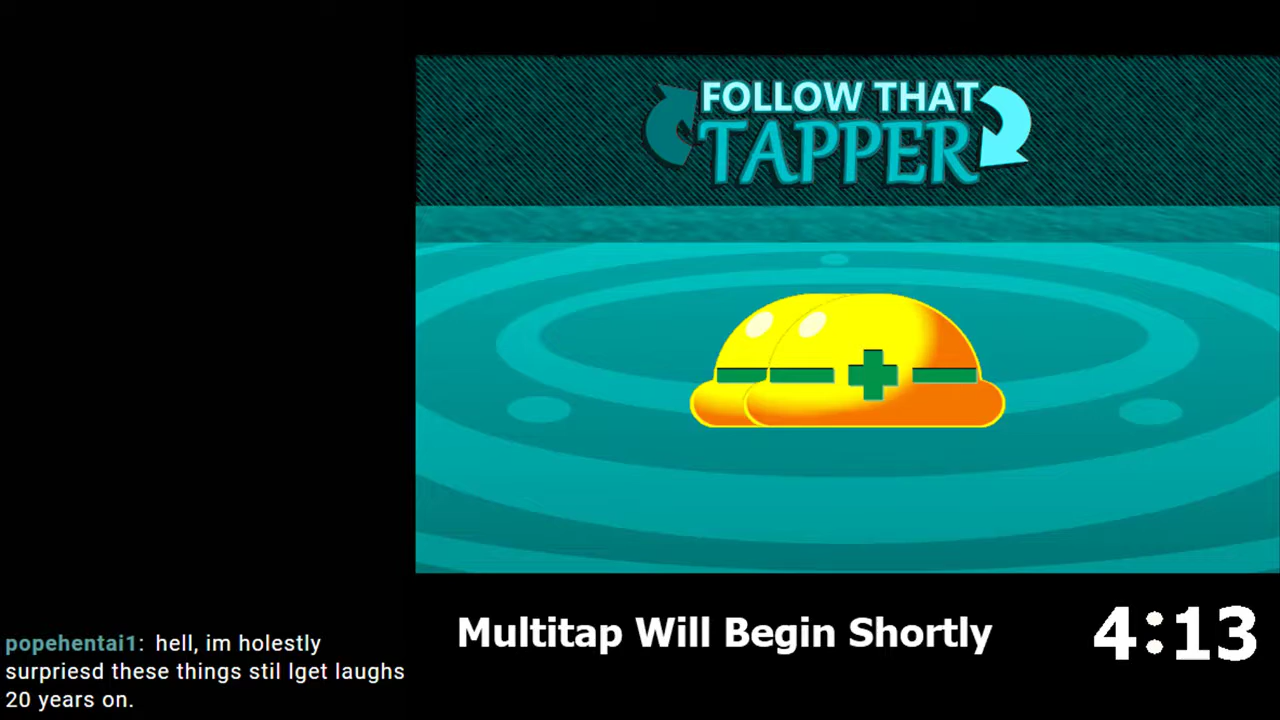 FOLLOW THAT
TAPPER
popehentai1: hell, im holestly
surpriesd these things stil lget laughs
20 years on.
Multitap Will Begin Shortly
4:13